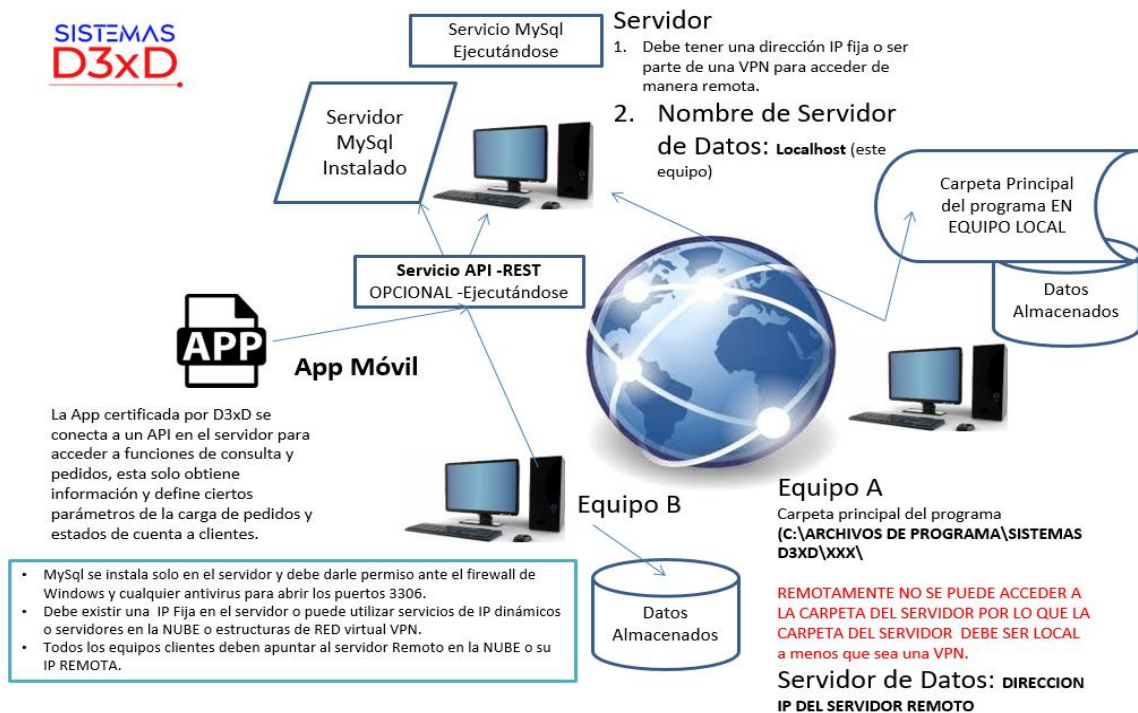 SISTEMAS
D3xD
Servicio MySql
Ejecutándose
Servidor
1. Debe tener una dirección IP fija o ser
parte de una VPN para acceder de
manera remota.
2. Nombre de Servidor
de Datos: Localhost (este
equipo)
Servidor
MySql
Instalado
Carpeta Principal
del programa EN
EQUIPO LOCAL
Datos
Almacenados
Servicio API -REST
OPCIONAL -Ejecutándose
APP
App Móvil
La App certificada por D3xD se
conecta a un API en el servidor para
acceder a funciones de consulta y
pedidos, esta solo obtiene
información y define ciertos
parámetros de la carga de pedidos y
estados de cuenta a clientes.
Equipo B
Datos
Almacenados
• MySql se instala solo en el servidor y debe darle permiso ante el firewall de
Windows y cualquier antivirus para abrir los puertos 3306.
• Debe existir una IP Fija en el servidor o puede utilizar servicios de IP dinámicos
o servidores en la NUBE o estructuras de RED virtual VPN.
• Todos los equipos clientes deben apuntar al servidor Remoto en la NUBE o su
IP REMOTA.
Equipo A
Carpeta principal del programa
(C:\ARCHIVOS DE PROGRAMA\SISTEMAS
D3XD\XXX\
REMOTAMENTE NO SE PUEDE ACCEDER A
LA CARPETA DEL SERVIDOR POR LO QUE LA
CARPETA DEL SERVIDOR DEBE SER LOCAL
a menos que sea una VPN.
Servidor de Datos: DIRECCION
IP DEL SERVIDOR REMOTO